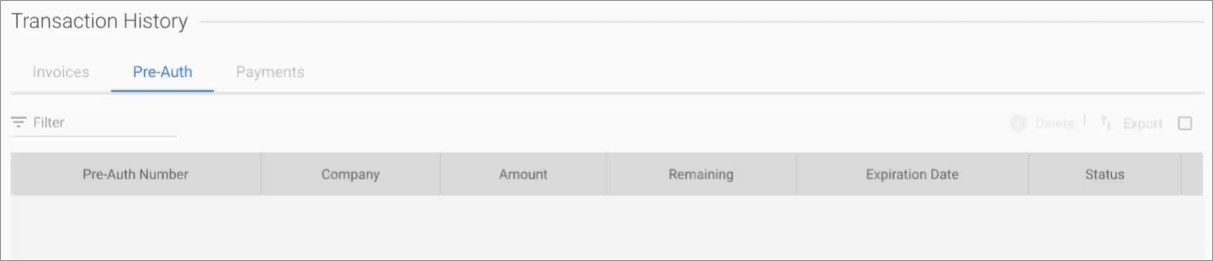 Transaction History
Invoices Pre-Auth Payments
Filter Delete Export
Pre-Auth Number Company Amount Remaining Expiration Date Status